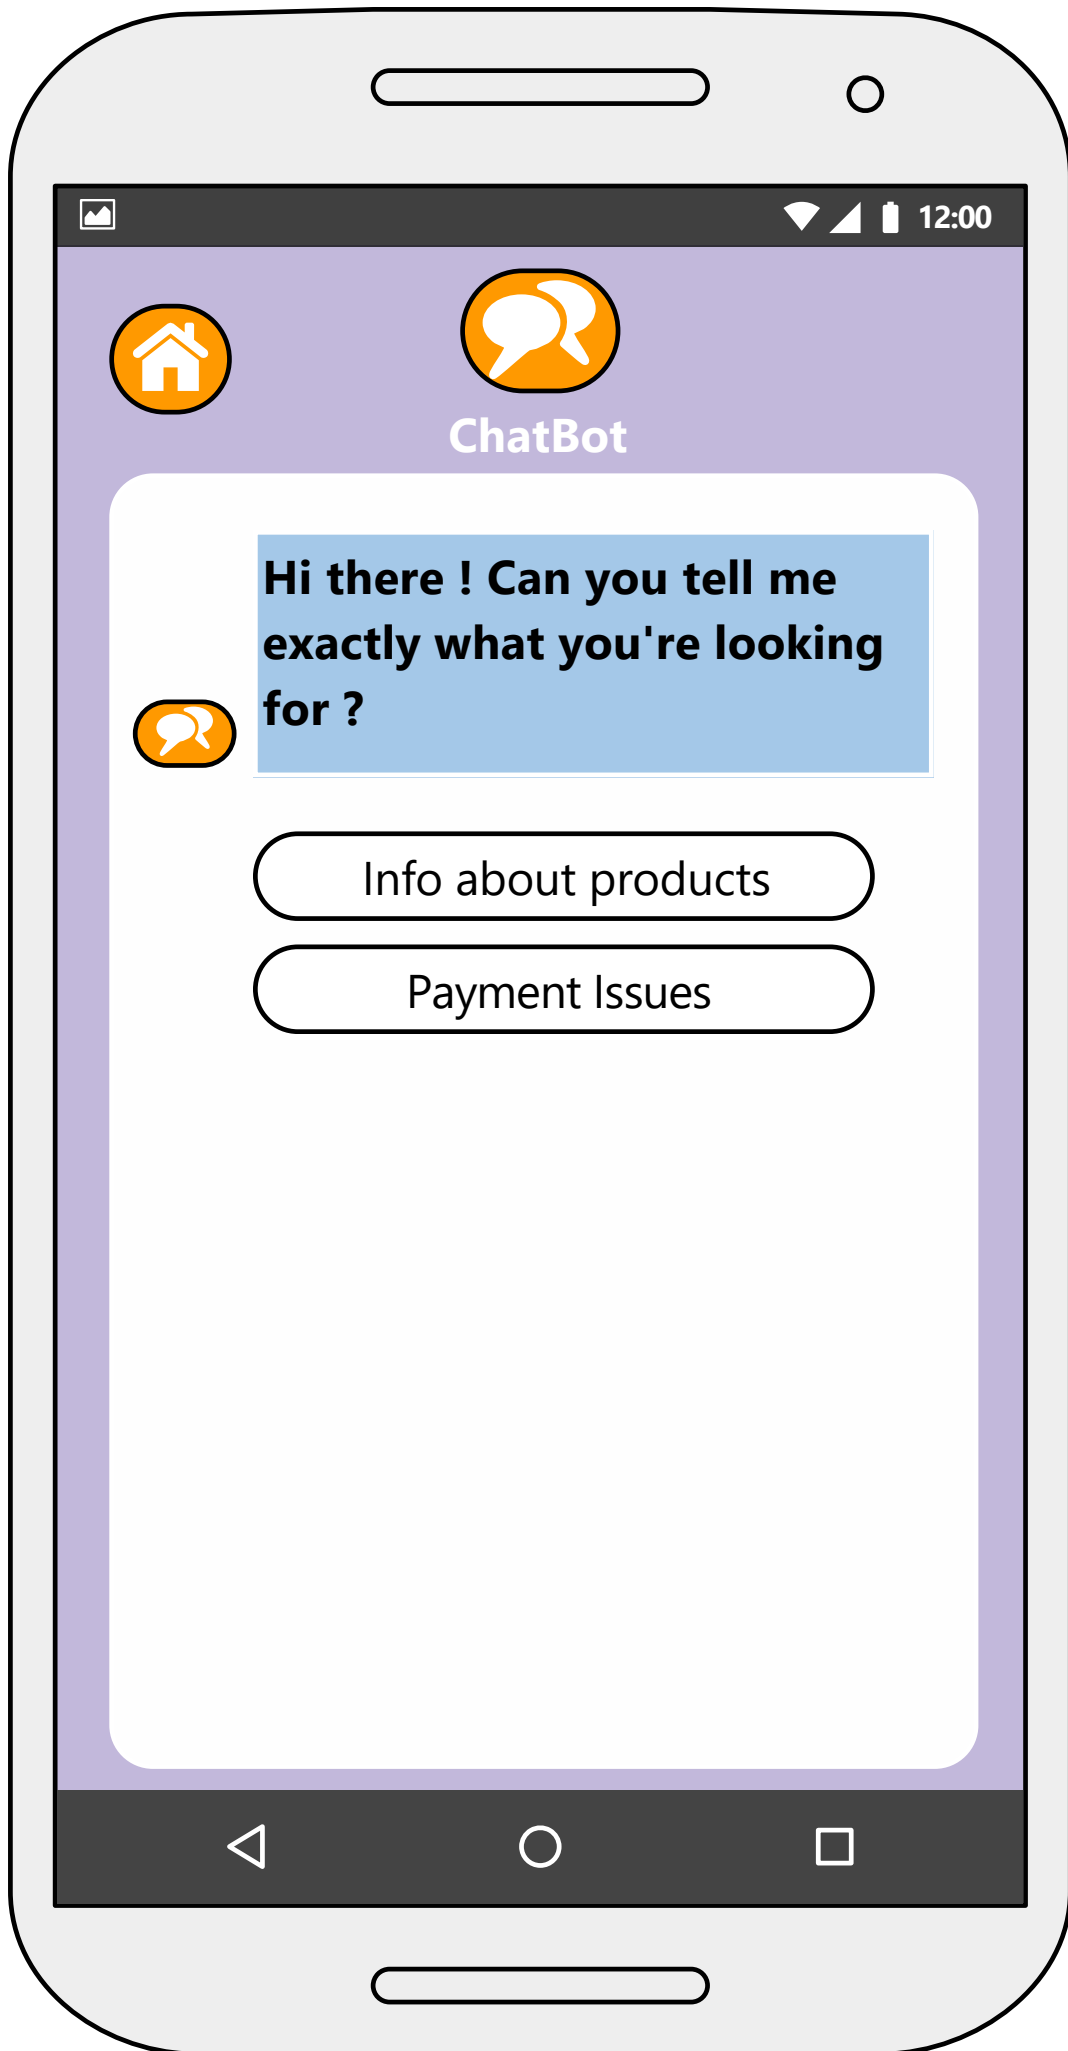 12:00
ChatBot
Hi there ! Can you tell me
exactly what you're looking
for ?
Info about products
Payment Issues